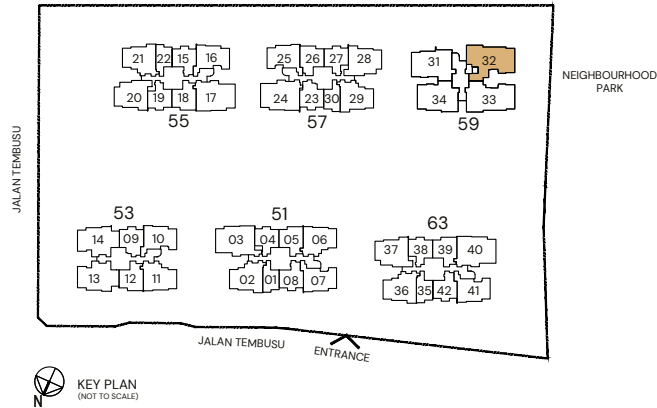 21 22 15 16
20 19 18 17
55
25 26 27 28
24 23 30 29
57
31 32
34 33
59
NEIGHBOURHOOD
PARK
JALAN TEMBUSU
53
14 09 10
13 12 11
51
03 04 05 06
02 01 08 07
63
37 38 39 40
36 35 42 41
JALAN TEMBUSU
ENTRANCE
N
KEY PLAN
(NOT TO SCALE)